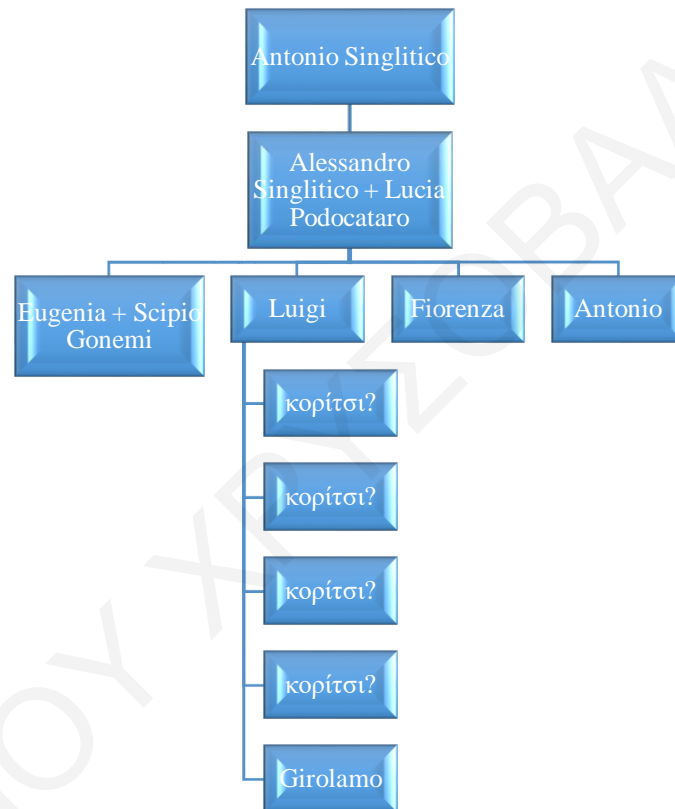 Antonio Singlitico
Alessandro
Singlitico + Lucia
Podocataro
Eugenia + Scipio
Gonemi
Luigi
Fiorenza
Antonio
κορίτσι?
κορίτσι?
κορίτσι?
κορίτσι?
Girolamo